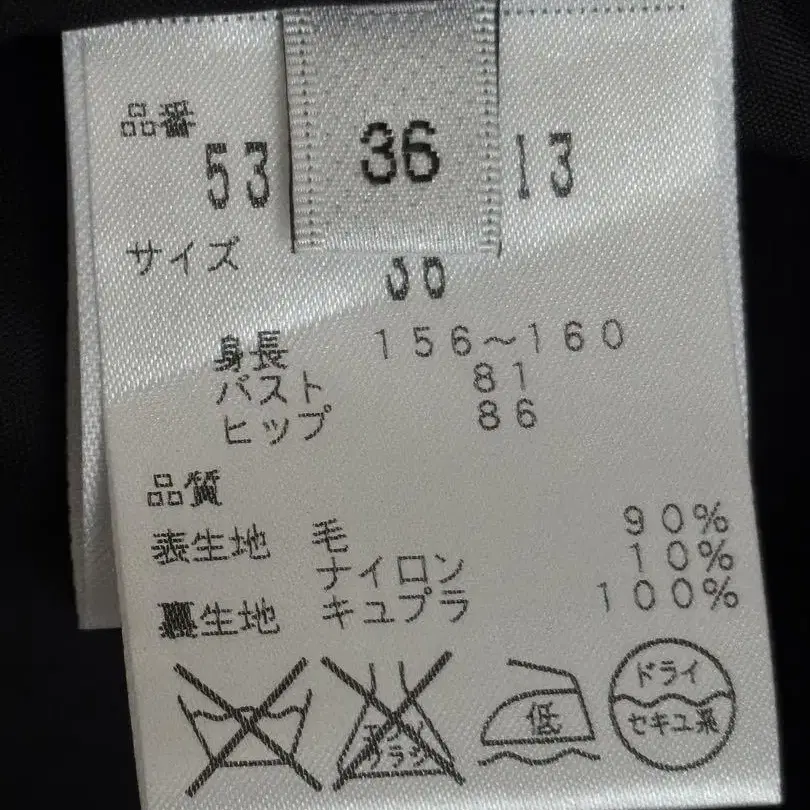 品番
53 36 13
サイズ
身長 156～160
バスト 81
ヒップ 86
品質
表生地 毛 90%
ナイロン 10%
裏生地 キュプラ 100%
低
ドライ
セキユ系